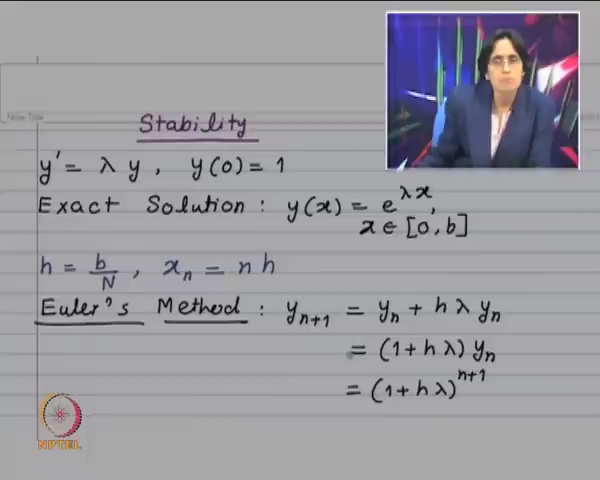 Stability
y' = λ y , y(0) = 1
Exact Solution : y(x) = e^{λx},
x ∈ [0, b]
h = b/N , x_n = n h
Euler's Method : y_{n+1} = y_n + h λ y_n
= (1 + h λ) y_n
= (1 + h λ)^{n+1}
NPTEL